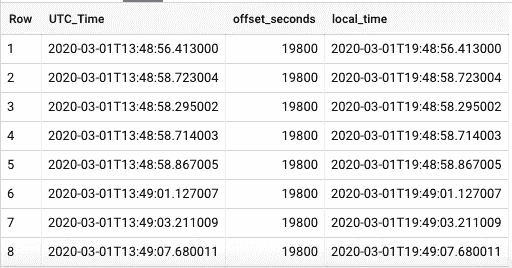 Row UTC_Time offset_seconds local_time
1 2020-03-01T13:48:56.413000 19800 2020-03-01T19:48:56.413000
2 2020-03-01T13:48:58.723004 19800 2020-03-01T19:48:58.723004
3 2020-03-01T13:48:58.295002 19800 2020-03-01T19:48:58.295002
4 2020-03-01T13:48:58.714003 19800 2020-03-01T19:48:58.714003
5 2020-03-01T13:48:58.867005 19800 2020-03-01T19:48:58.867005
6 2020-03-01T13:49:01.127007 19800 2020-03-01T19:49:01.127007
7 2020-03-01T13:49:03.211009 19800 2020-03-01T19:49:03.211009
8 2020-03-01T13:49:07.680011 19800 2020-03-01T19:49:07.680011